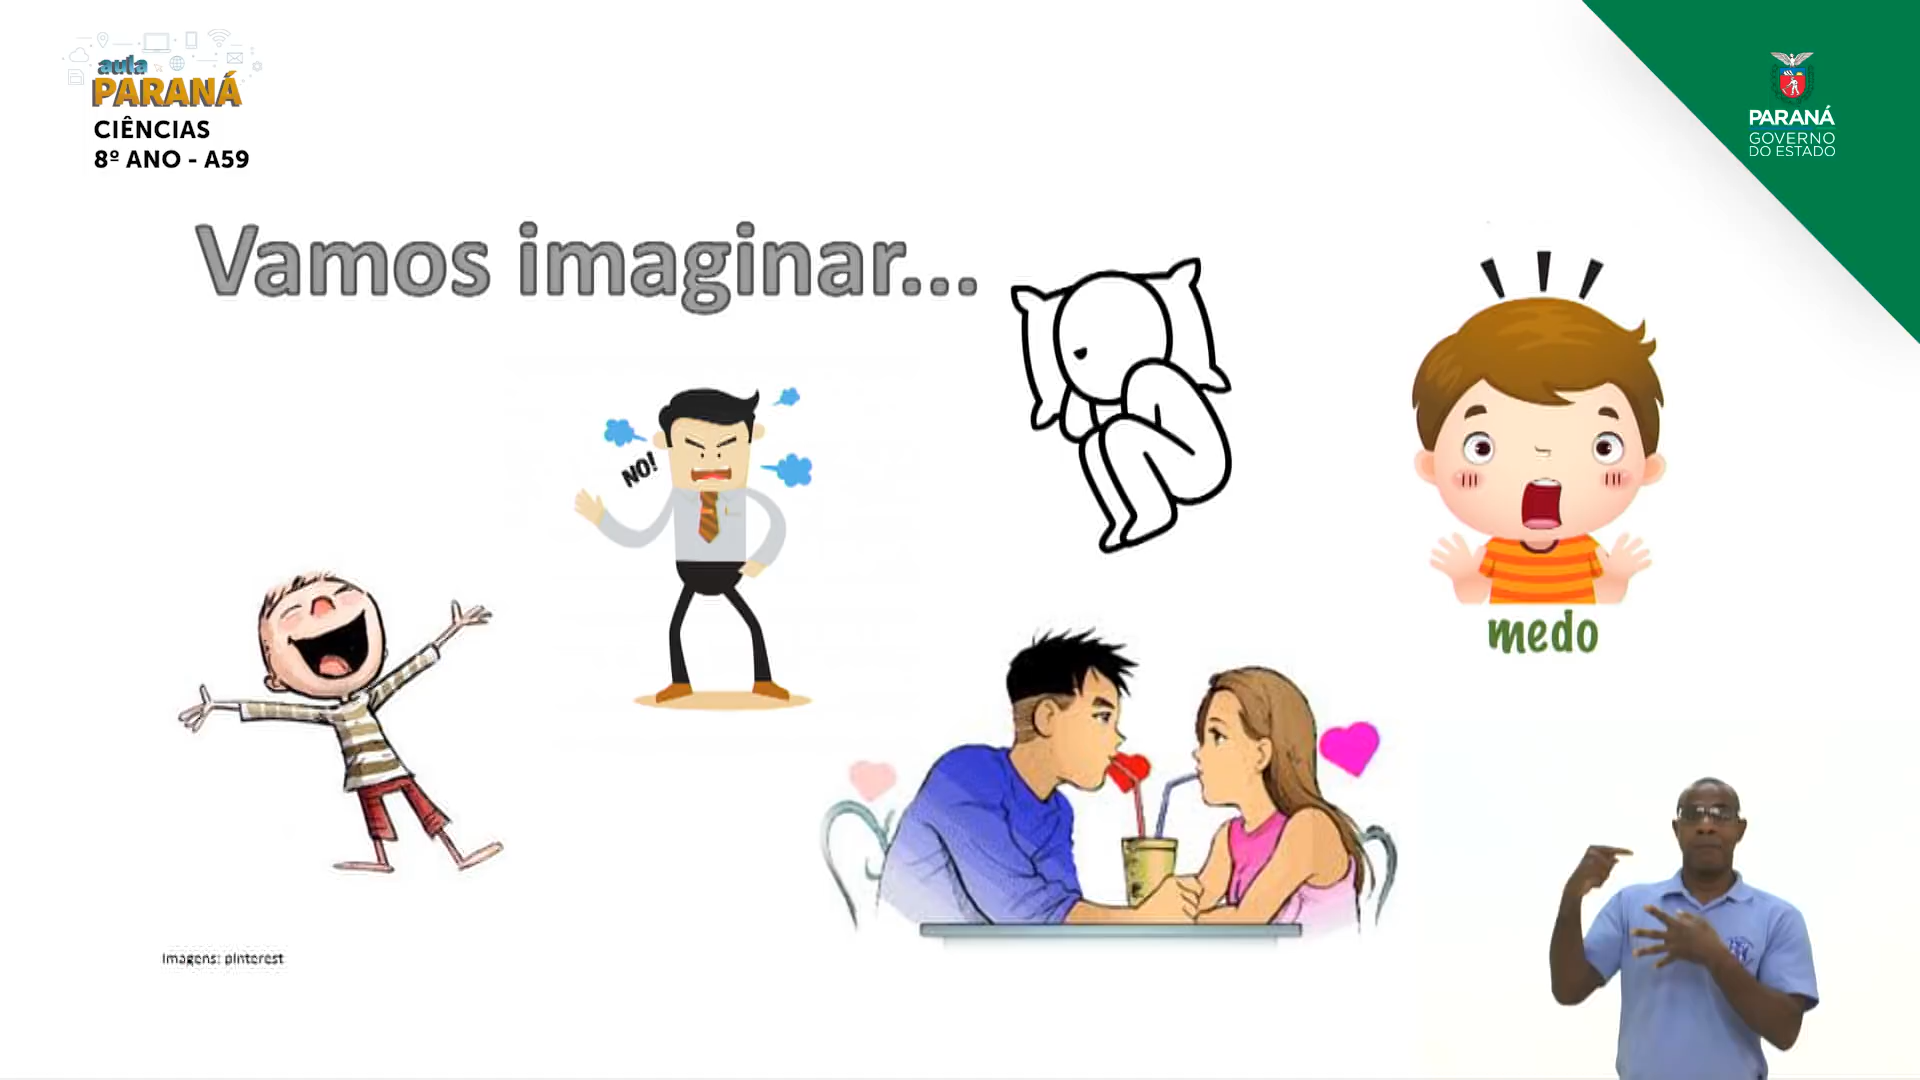 aula
PARANÁ
CIÊNCIAS
8º ANO - A59
PARANÁ
GOVERNO
DO ESTADO
Vamos imaginar...
NO!
medo
Imagens: pinterest